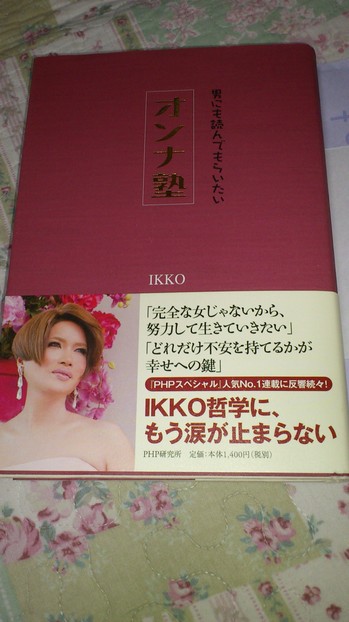 男にも読んでもらいたい
オンナ塾
IKKO
「完全な女じゃないから、
努力して生きていきたい」
「どれだけ不安を持てるかが
幸せへの鍵」
『PHPスペシャル』人気No.1連載に反響続々!
IKKO哲学に、
もう涙が止まらない
PHP研究所 定価:本体1,400円(税別)